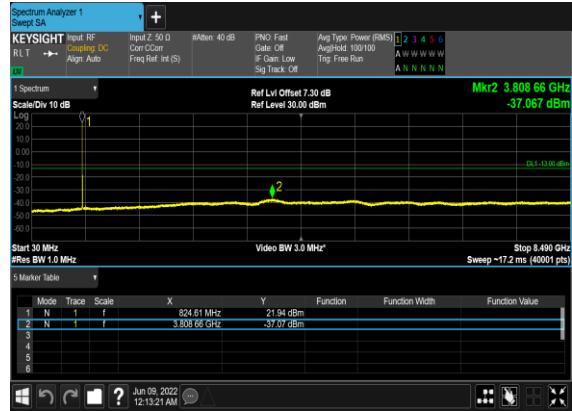 Spectrum Analyzer 1
Swept SA
+
KEYSIGHT Input: RF Input Z: 50 Ω #Atten: 40 dB PNO: Fast Avg Type: Power (RMS) 1 2 3 4 5 6
RLT Coupling: DC Corr CCorr Gate: Off Avg|Hold: 100/100 A W W W W W
Align: Auto Freq Ref: Int (S) IF Gain: Low Trig: Free Run
LW Sig Track: Off A N N N N N
1 Spectrum Ref Lvl Offset 7.30 dB Mkr2 3.808 66 GHz
Scale/Div 10 dB Ref Level 30.00 dBm -37.067 dBm
Log
1
20.0
10.0
0.00
-10.0
DL1 -13.00 dBm
-20.0
-30.0
2
-40.0
-50.0
-60.0
Start 30 MHz Video BW 3.0 MHz* Stop 8.490 GHz
#Res BW 1.0 MHz Sweep ~17.2 ms (40001 pts)
5 Marker Table
Mode Trace Scale X Y Function Function Width Function Value
1 N 1 f 824.61 MHz 21.94 dBm
2 N 1 f 3.808 66 GHz -37.07 dBm
3
4
5
6
? Jun 09, 2022
12:13:21 AM